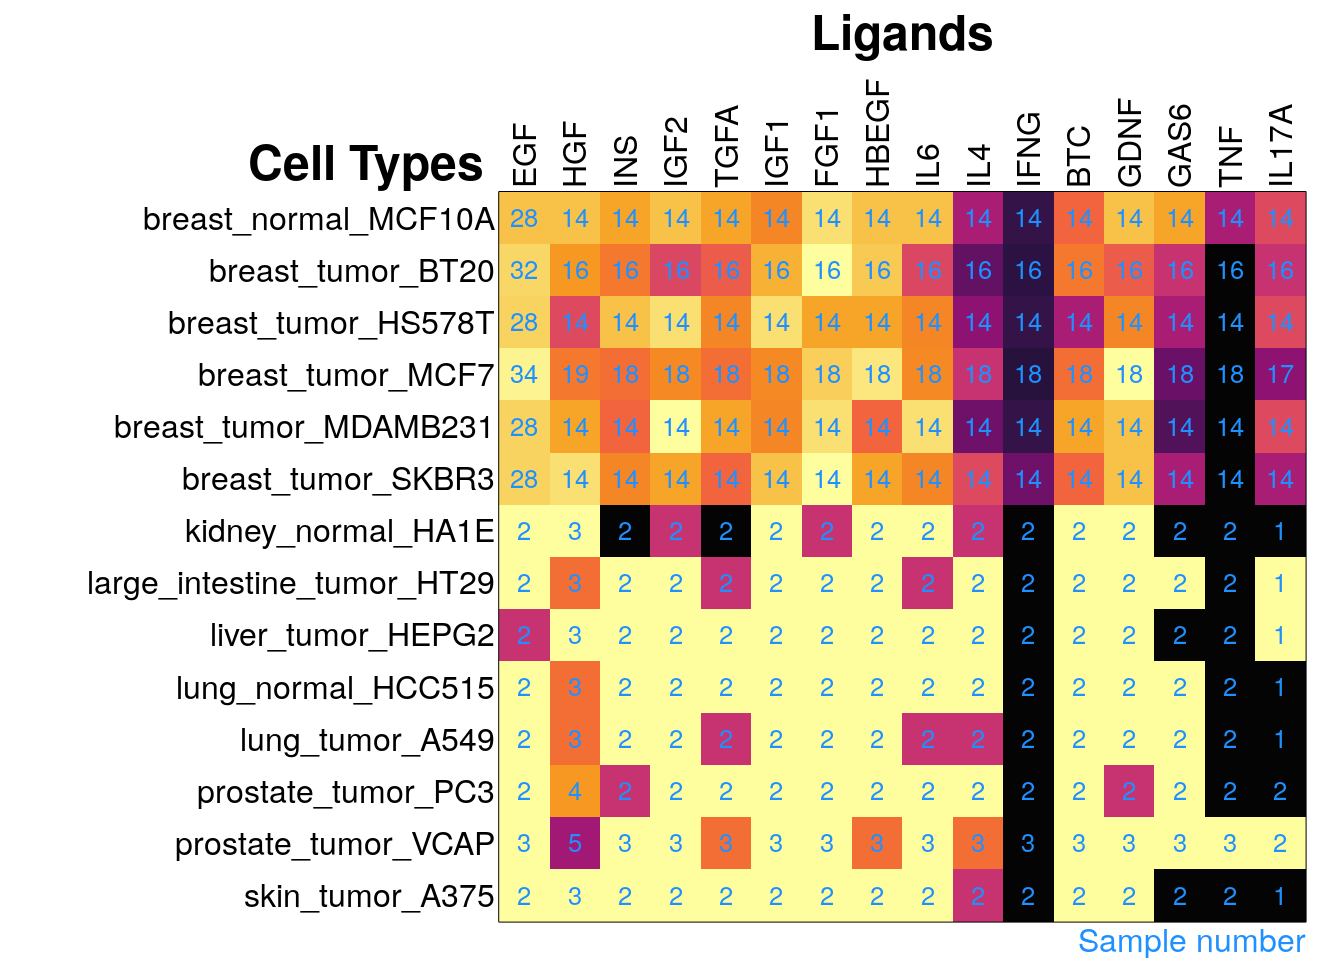 Ligands
Cell Types EGF HGF INS IGF2 TGFA IGF1 FGF1 HBEGF IL6 IL4 IFNG BTC GDNF GAS6 TNF IL17A
breast_normal_MCF10A 28 14 14 14 14 14 14 14 14 14 14 14 14 14 14 14
breast_tumor_BT20 32 16 16 16 16 16 16 16 16 16 16 16 16 16 16 16
breast_tumor_HS578T 28 14 14 14 14 14 14 14 14 14 14 14 14 14 14 14
breast_tumor_MCF7 34 19 18 18 18 18 18 18 18 18 18 18 18 18 18 17
breast_tumor_MDAMB231 28 14 14 14 14 14 14 14 14 14 14 14 14 14 14 14
breast_tumor_SKBR3 28 14 14 14 14 14 14 14 14 14 14 14 14 14 14 14
kidney_normal_HA1E 2 3 2 2 2 2 2 2 2 2 2 2 2 2 2 1
large_intestine_tumor_HT29 2 3 2 2 2 2 2 2 2 2 2 2 2 2 2 1
liver_tumor_HEPG2 2 3 2 2 2 2 2 2 2 2 2 2 2 2 2 1
lung_normal_HCC515 2 3 2 2 2 2 2 2 2 2 2 2 2 2 2 1
lung_tumor_A549 2 3 2 2 2 2 2 2 2 2 2 2 2 2 2 1
prostate_tumor_PC3 2 4 2 2 2 2 2 2 2 2 2 2 2 2 2 2
prostate_tumor_VCAP 3 5 3 3 3 3 3 3 3 3 3 3 3 3 3 2
skin_tumor_A375 2 3 2 2 2 2 2 2 2 2 2 2 2 2 2 1
Sample number